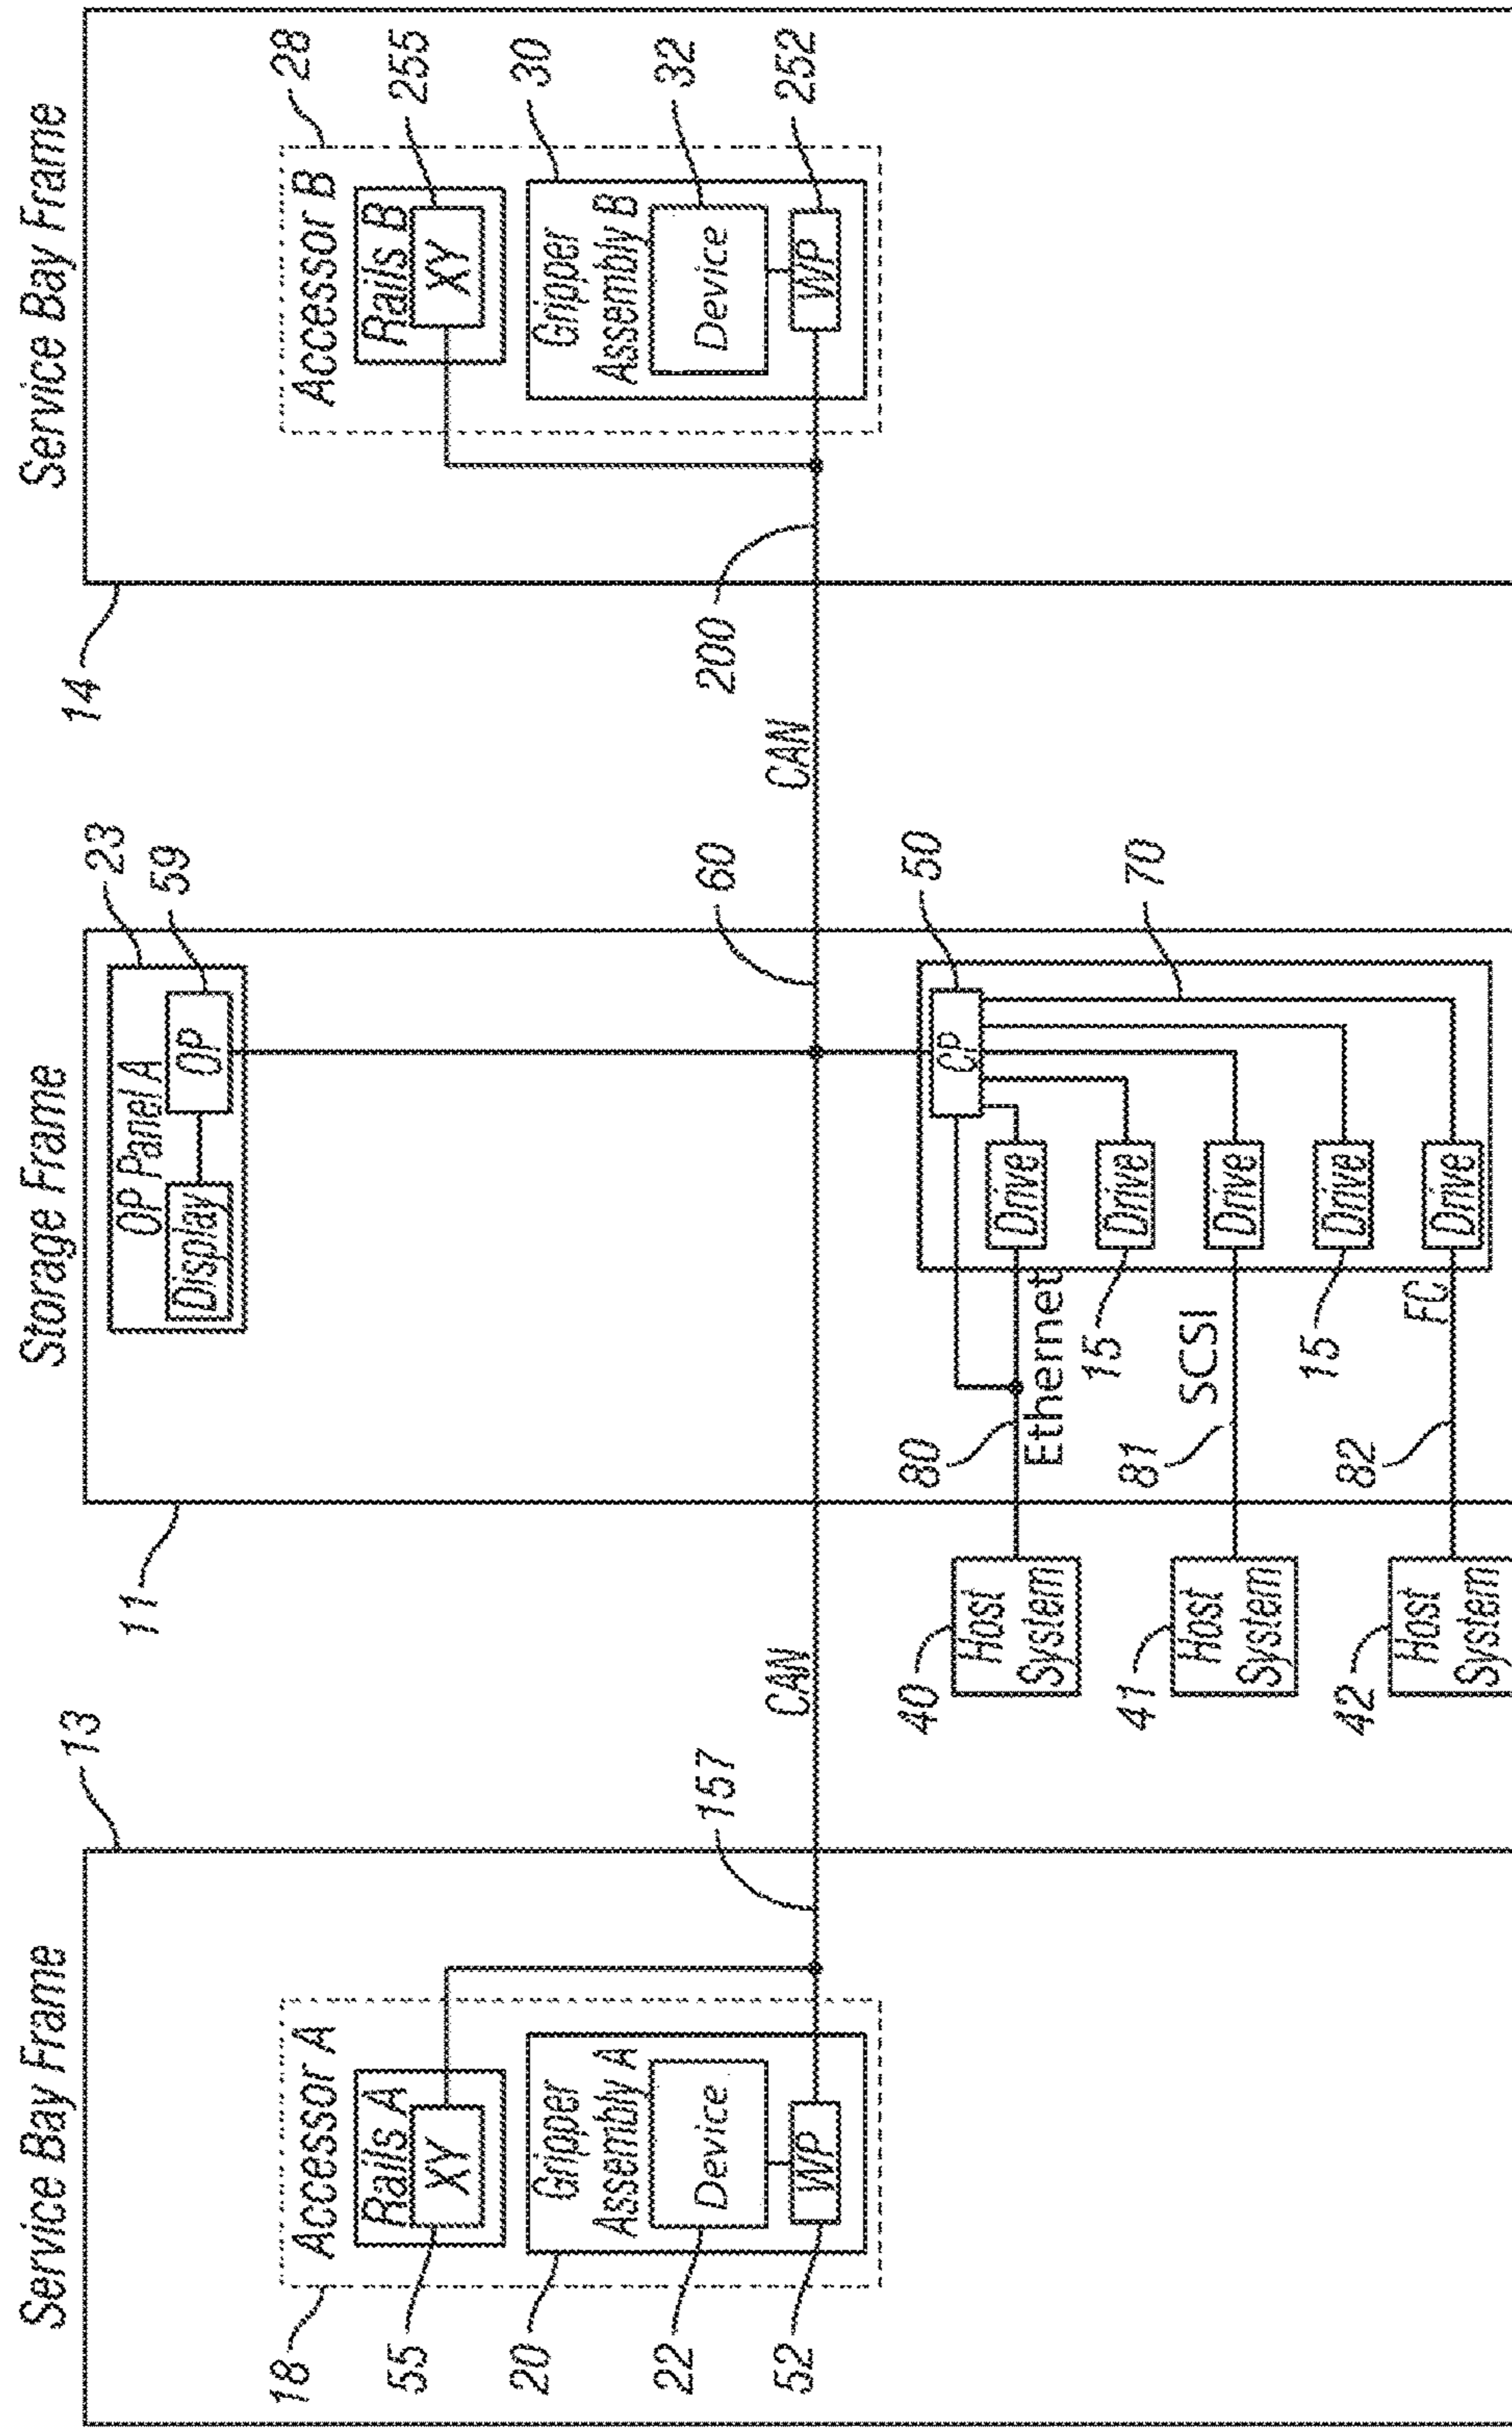 Service Bay Frame
13
18
Accessor A
Rails A
XY
55
20
Gripper
Assembly A
Device
22
WP
52
157
CAN
Storage Frame
11
OP Panel A
Display
OP
23
59
60
CP
50
70
Drive
Drive
Drive
Drive
Drive
15
15
Ethernet
80
SCSI
81
FC
82
40
Host
System
41
Host
System
42
Host
System
Service Bay Frame
14
CAN
200
Accessor B
28
Rails B
XY
255
Gripper
Assembly B
30
Device
32
WP
252